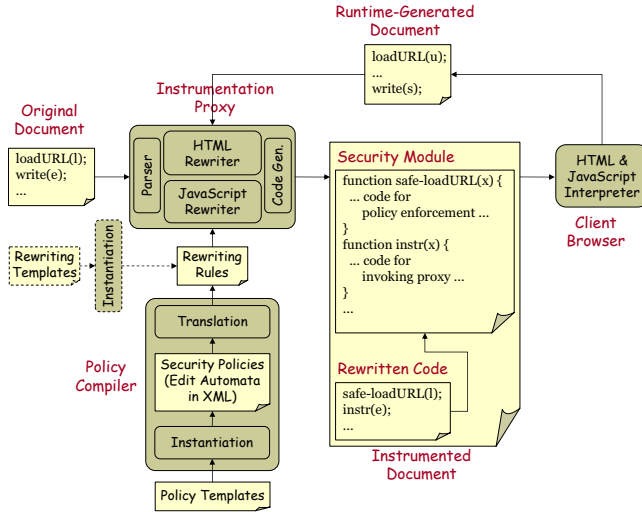 Runtime-Generated
Document
loadURL(u);
...
write(s);
Original
Document
loadURL(l);
write(e);
...
Instrumentation
Proxy
Parser
HTML
Rewriter
JavaScript
Rewriter
Code Gen.
Security Module
function safe-loadURL(x) {
... code for
policy enforcement ...
}
function instr(x) {
... code for
invoking proxy ...
}
...
HTML &
JavaScript
Interpreter
Client
Browser
Rewriting
Templates
Instantiation
Rewriting
Rules
Policy
Compiler
Translation
Security Policies
(Edit Automata
in XML)
Instantiation
Policy Templates
Rewritten Code
safe-loadURL(l);
instr(e);
...
Instrumented
Document